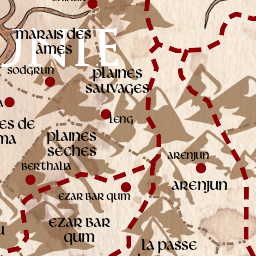 marais des
âmes
sodgrun
plaines
sauvages
leng
es de
ma
plaines
sèches
berthalia
arenjun
arenjun
ezar bar qum
ezar bar
qum
la passe